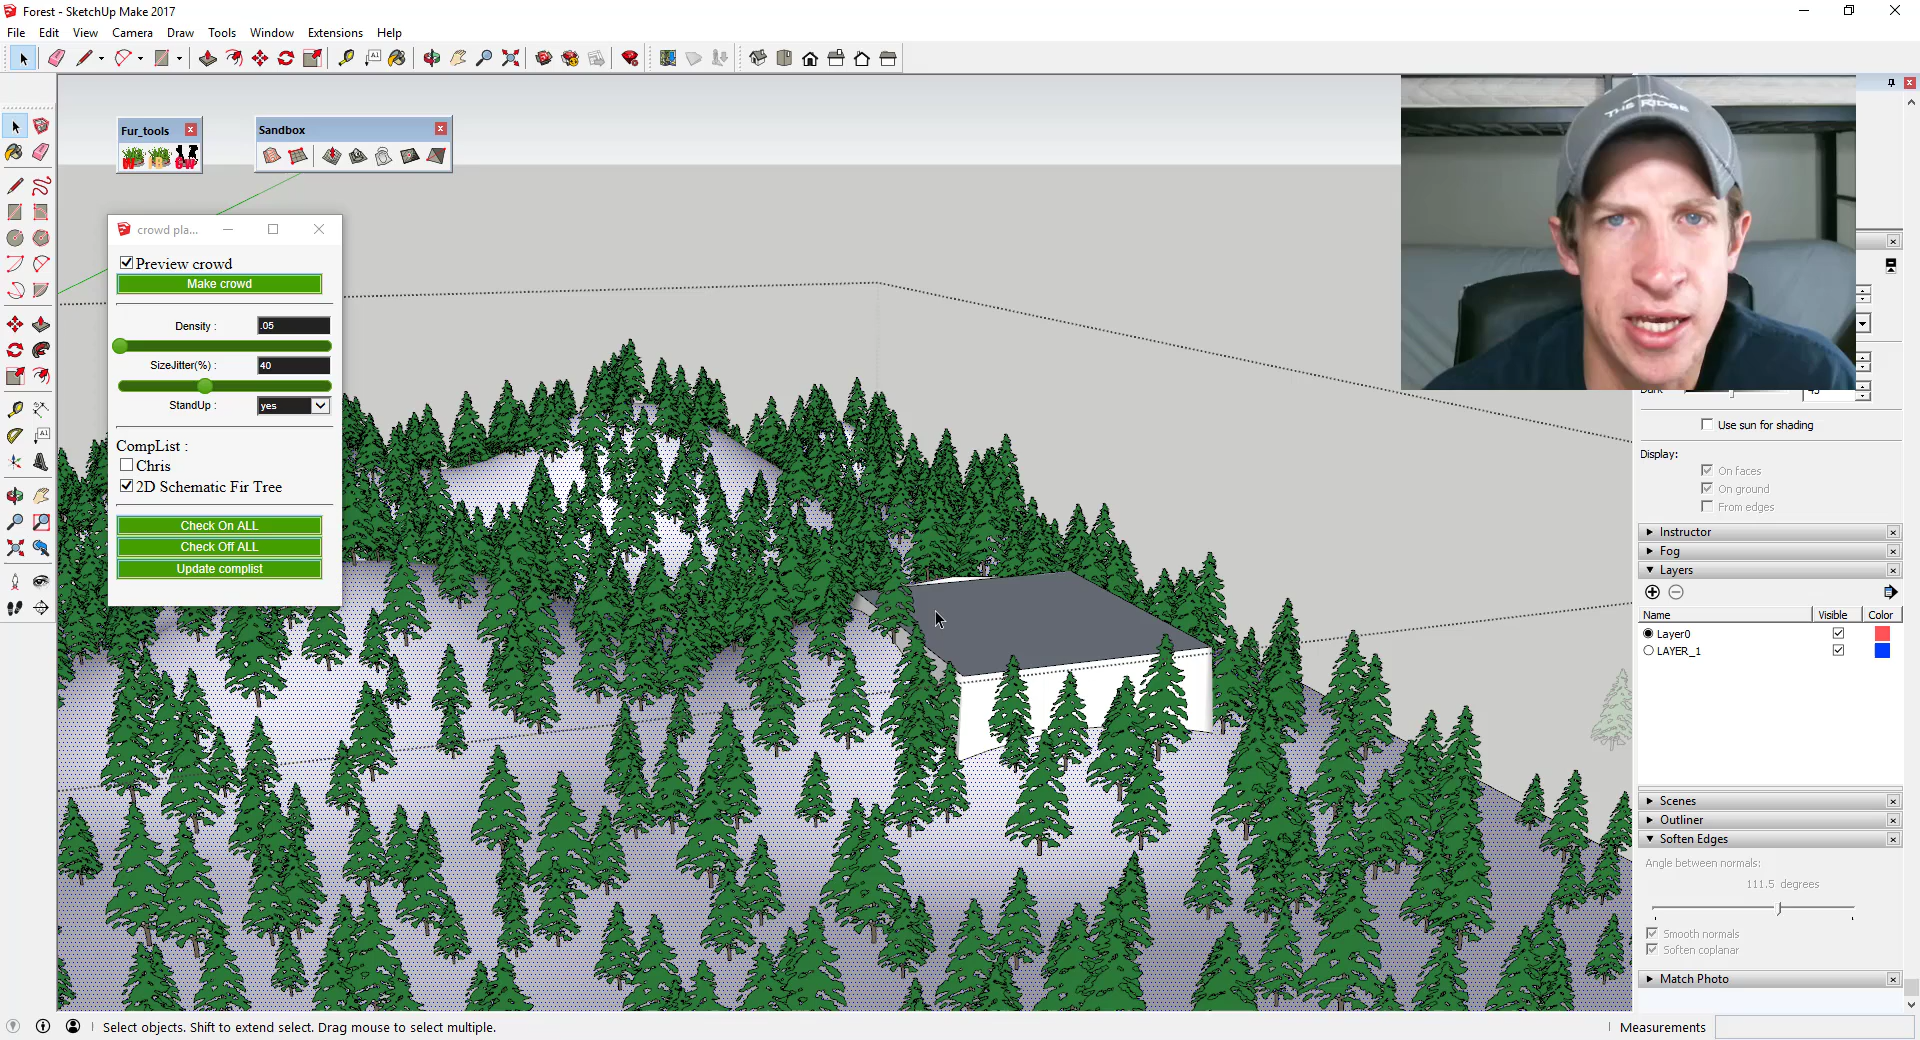 Forest - SketchUp Make 2017
File Edit View Camera Draw Tools Window Extensions Help
Fur_tools
Sandbox
THE RIDGE
crowd pla...
Preview crowd
Make crowd
Density : .05
SizeJitter(%) : 40
StandUp : yes
CompList :
Chris
2D Schematic Fir Tree
Check On ALL
Check Off ALL
Update complist
Use sun for shading
Display:
On faces
On ground
From edges
Instructor
Fog
Layers
Name Visible Color
Layer0
LAYER_1
Scenes
Outliner
Soften Edges
Angle between normals:
111.5 degrees
Smooth normals
Soften coplanar
Match Photo
Select objects. Shift to extend select. Drag mouse to select multiple.
Measurements